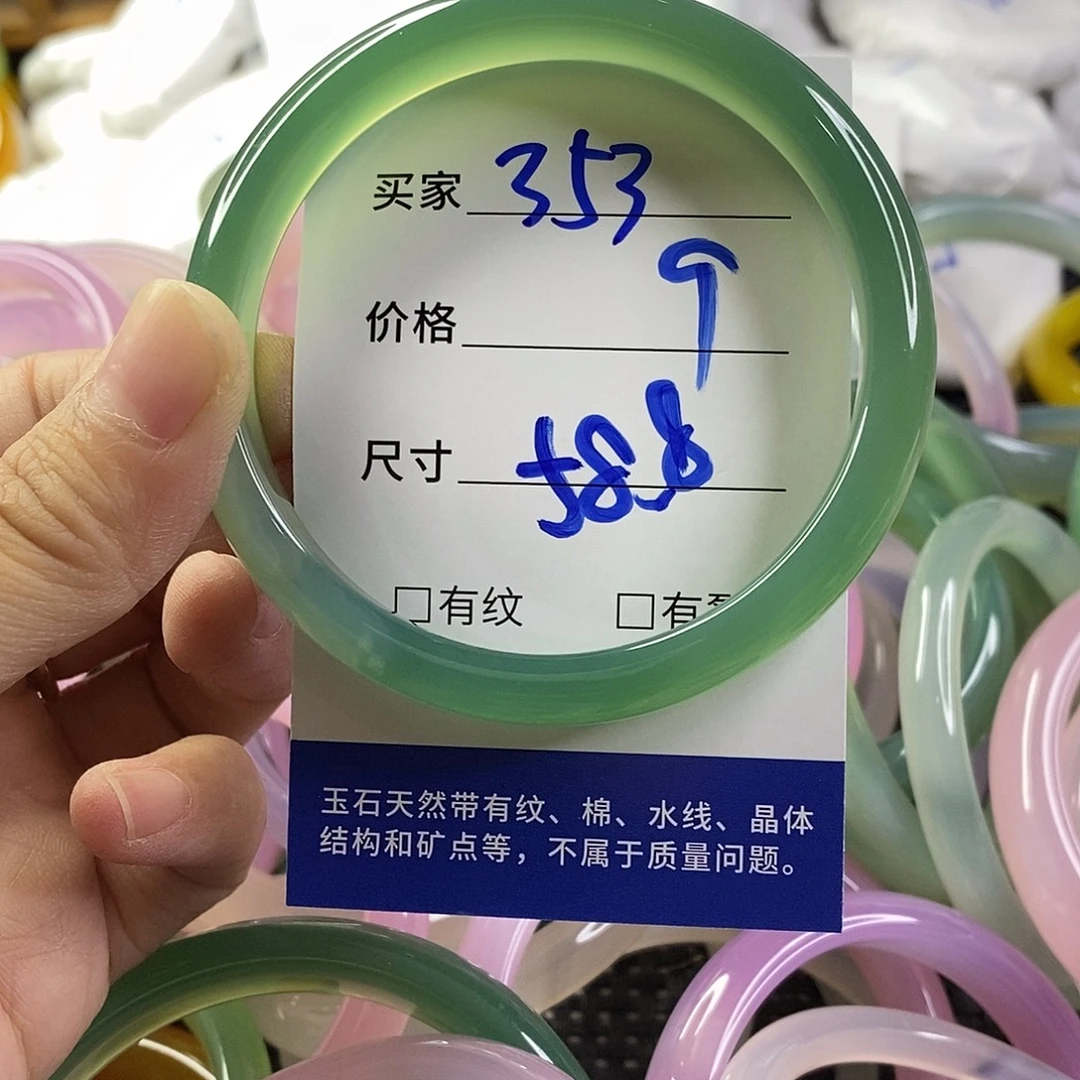 买家 353
价格
尺寸 58.8
□有纹 □有
玉石天然带有纹、棉、水线、晶体
结构和矿点等，不属于质量问题。